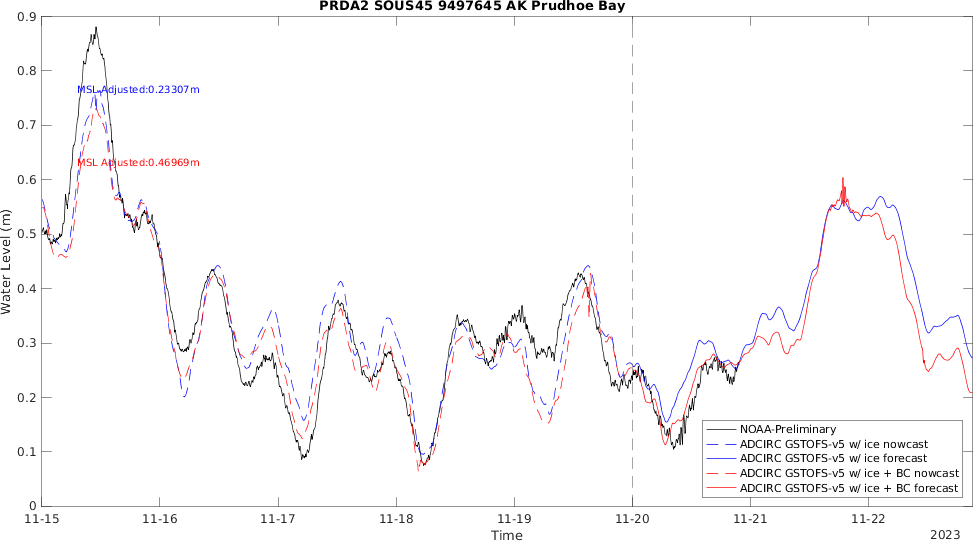 PRDA2 SOUS45 9497645 AK Prudhoe Bay
0.9
0.8
0.7
0.6
0.5
0.4
0.3
0.2
0.1
0
Water Level (m)
MSL Adjusted:0.23307m
MSL Adjusted:0.46969m
NOAA-Preliminary
ADCIRC GSTOFS-v5 w/ ice nowcast
ADCIRC GSTOFS-v5 w/ ice forecast
ADCIRC GSTOFS-v5 w/ ice + BC nowcast
ADCIRC GSTOFS-v5 w/ ice + BC forecast
11-15 11-16 11-17 11-18 11-19 11-20 11-21 11-22
Time
2023